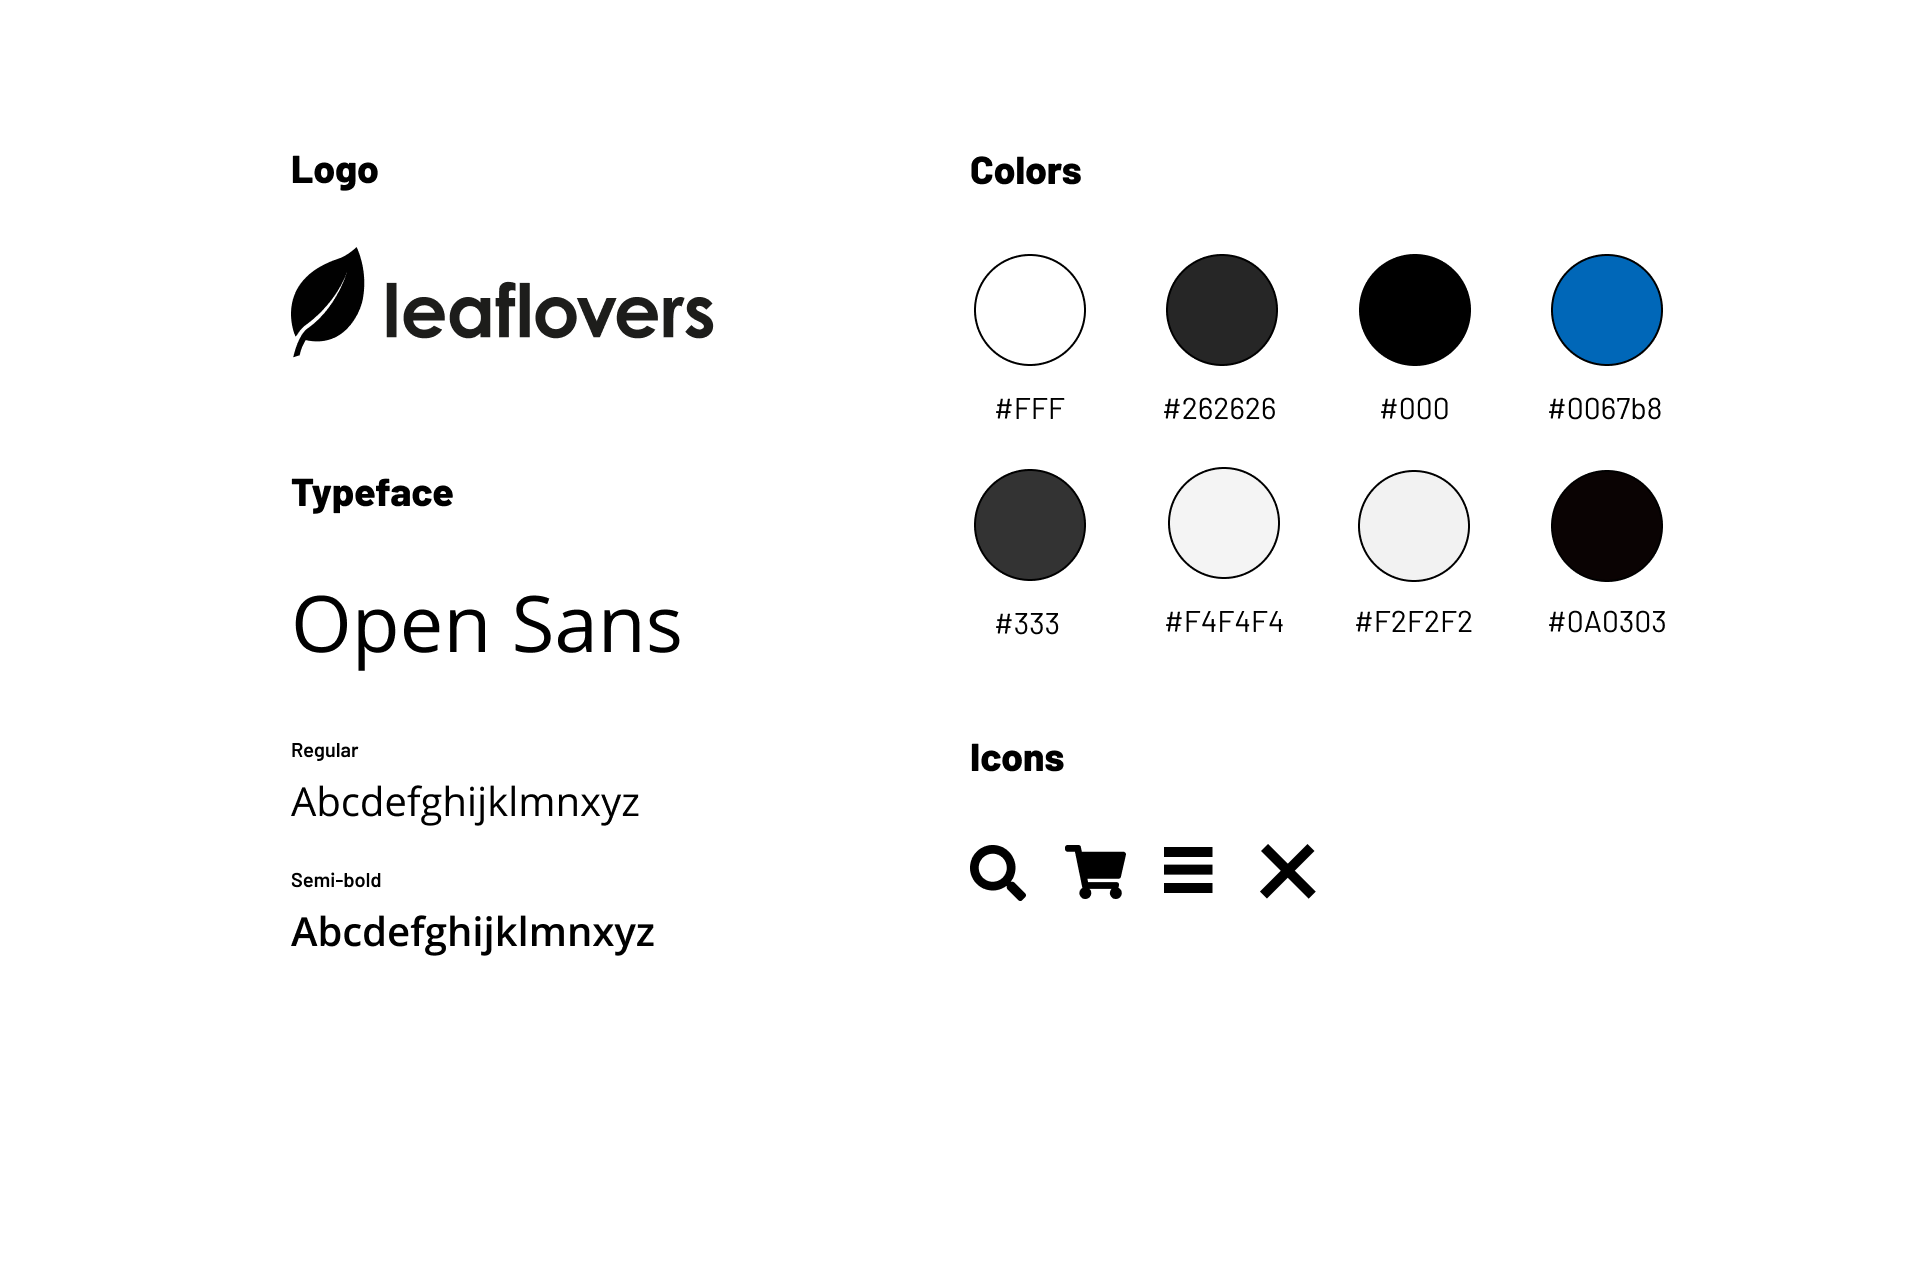 Logo
leaflovers
Typeface
Open Sans
Regular
Abcdefghijklmnxyz
Semi-bold
Abcdefghijklmnxyz
Colors
#FFF #262626 #000 #0067b8
#333 #F4F4F4 #F2F2F2 #0A0303
Icons